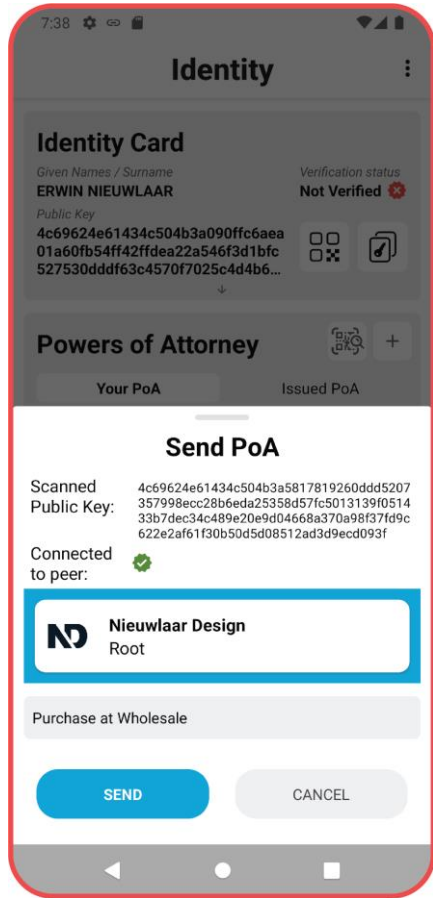 7:38
Identity
Identity Card
Given Names / Surname
Verification status
ERWIN NIEUWLAAR
Not Verified
Public Key
4c69624e61434c504b3a090ffc6aea
01a60fb54ff42ffdea22a546f3d1bfc
527530dddf63c4570f7025c4d4b6...
Powers of Attorney
+
Your PoA
Issued PoA
Send PoA
Scanned
Public Key:
4c69624e61434c504b3a5817819260ddd5207
357998ecc28b6eda25358d57fc5013139f0514
33b7dec34c489e20e9d04668a370a98f37fd9c
622e2af61f30b50d5d08512ad3d9ecd093f
Connected
to peer:
ND
Nieuwlaar Design
Root
Purchase at Wholesale
SEND
CANCEL